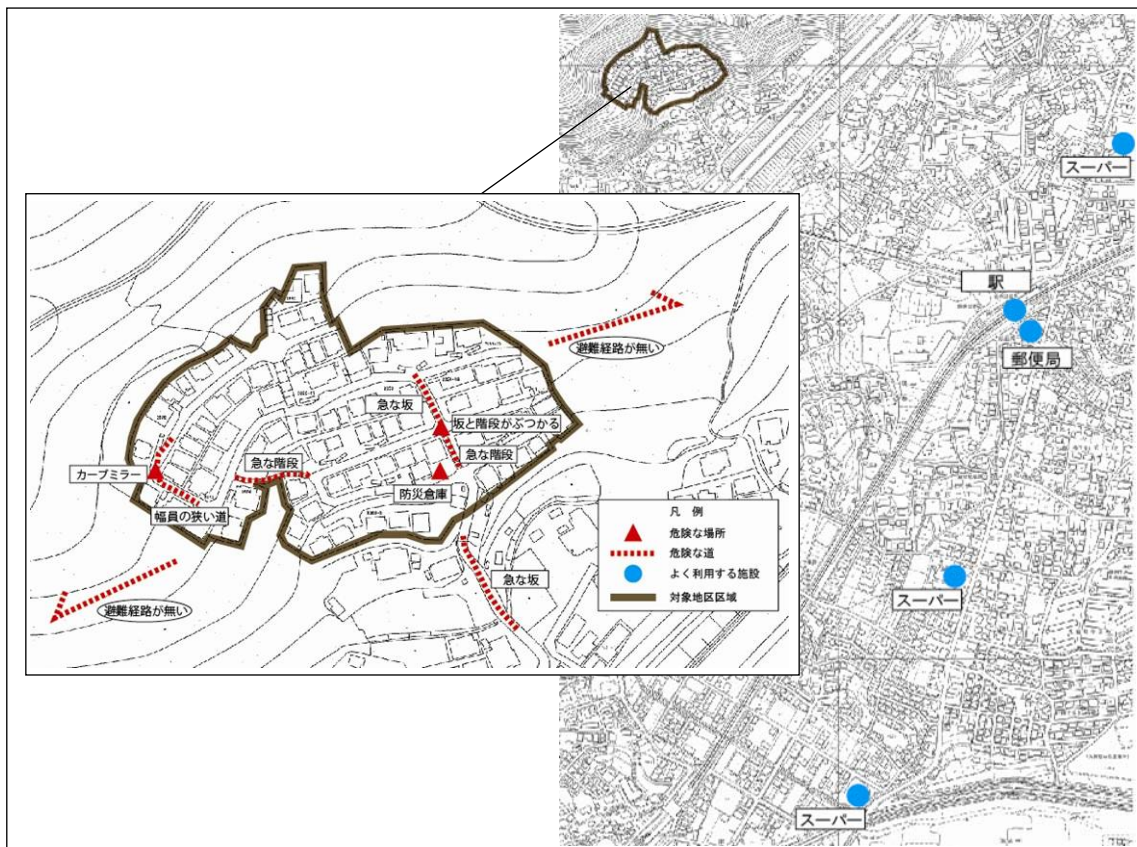 スーパー
駅
郵便局
スーパー
スーパー
避難経路が無い
急な坂
坂と階段がぶつかる
急な階段
急な階段
カーブミラー
防災倉庫
幅員の狭い道
急な坂
避難経路が無い
凡例
危険な場所
危険な道
よく利用する施設
対象地区区域